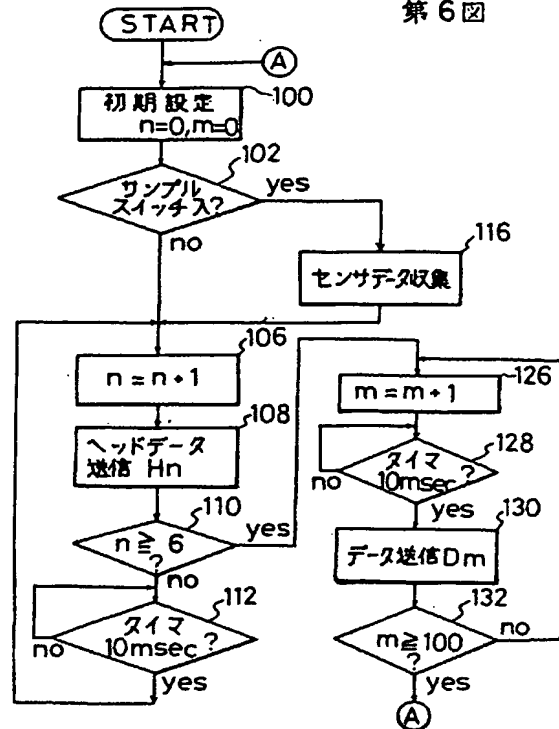 第6図
START
A
100
初期設定
n=0,m=0
102
サンプル
スイッチ入?
yes
no
116
センサデータ収集
106
n = n+1
108
ヘッドデータ
送信 Hn
110
n≧6
?
yes
no
112
タイマ
10msec?
no
yes
126
m = m+1
128
タイマ
10msec?
no
yes
130
データ送信Dm
132
m≧100
?
no
yes
A